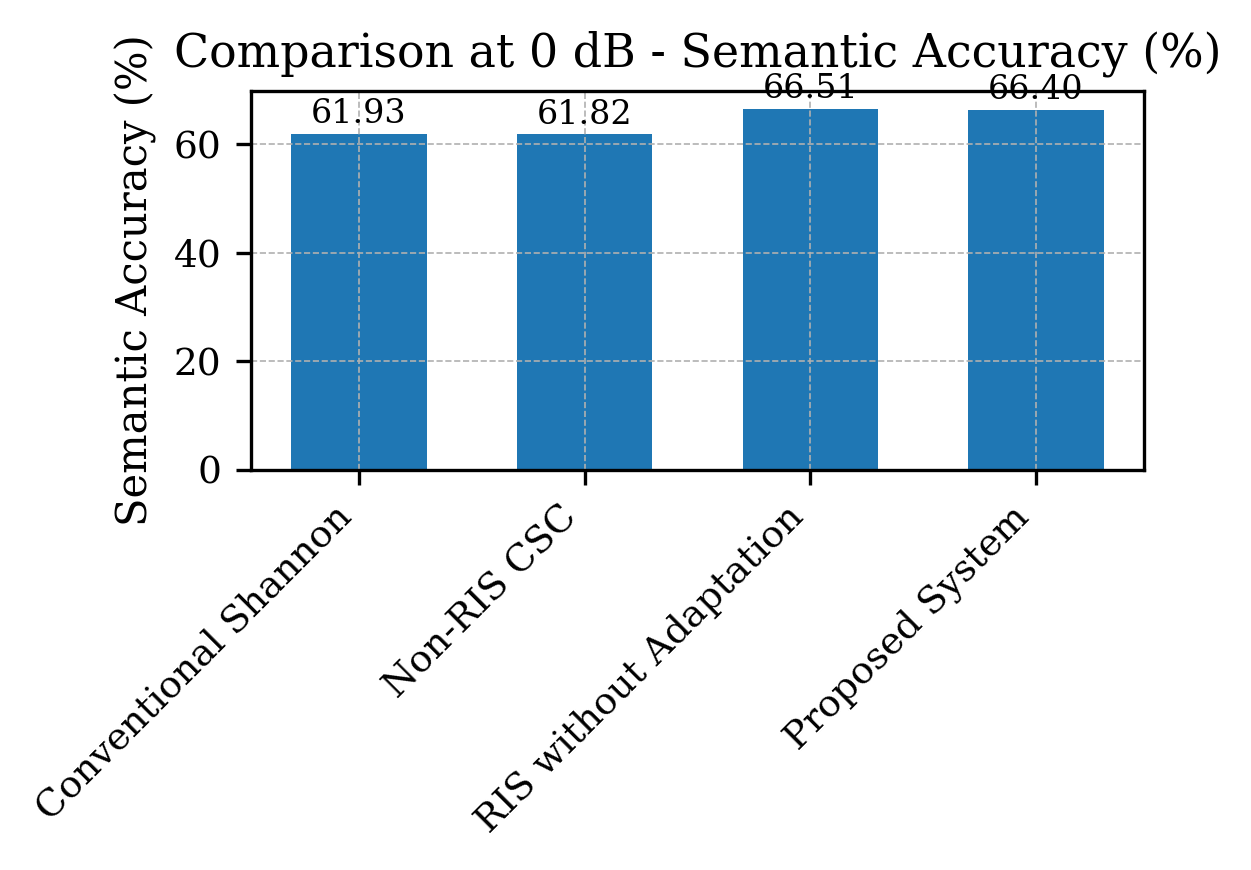 Comparison at 0 dB - Semantic Accuracy (%)
Semantic Accuracy (%)
61.93
61.82
66.51
66.40
60
40
20
0
Conventional Shannon
Non-RIS CSC
RIS without Adaptation
Proposed System